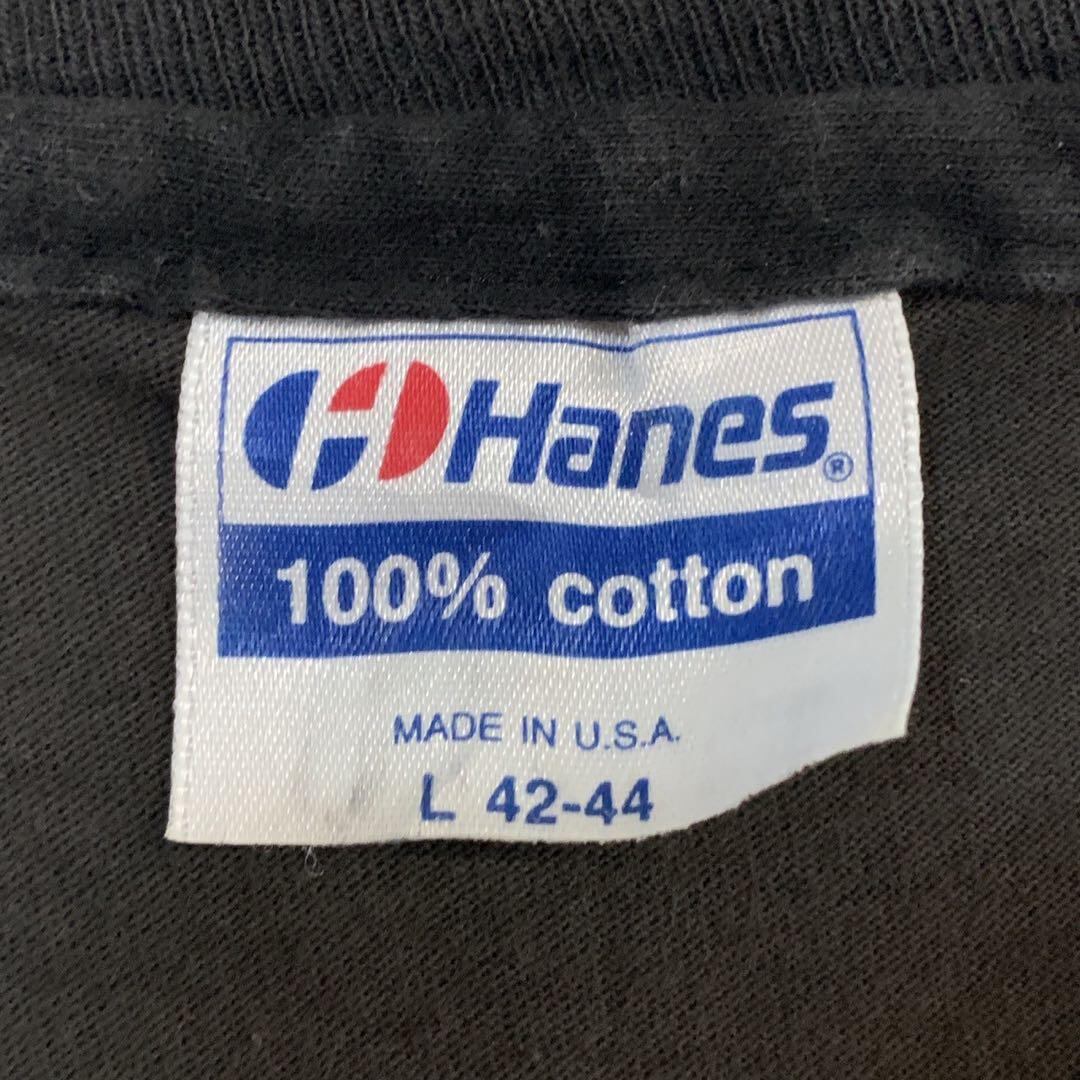 Hanes®
100% cotton
MADE IN U.S.A.
L 42-44